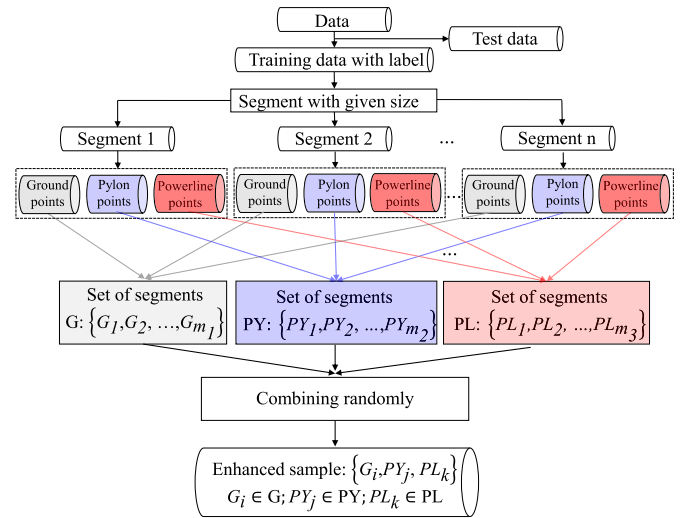 Data
Test data
Training data with label
Segment with given size
Segment 1
Segment 2
...
Segment n
Ground points
Pylon points
Powerline points
Ground points
Pylon points
Powerline points
...
Ground points
Pylon points
Powerline points
...
Set of segments
G: {G₁,G₂, ...,Gₘ₁}
Set of segments
PY: {PY₁,PY₂, ...,PYₘ₂}
Set of segments
PL: {PL₁,PL₂, ...,PLₘ₃}
Combining randomly
Enhanced sample: {Gᵢ,PYⱼ, PLₖ}
Gᵢ ∈ G; PYⱼ ∈ PY; PLₖ ∈ PL